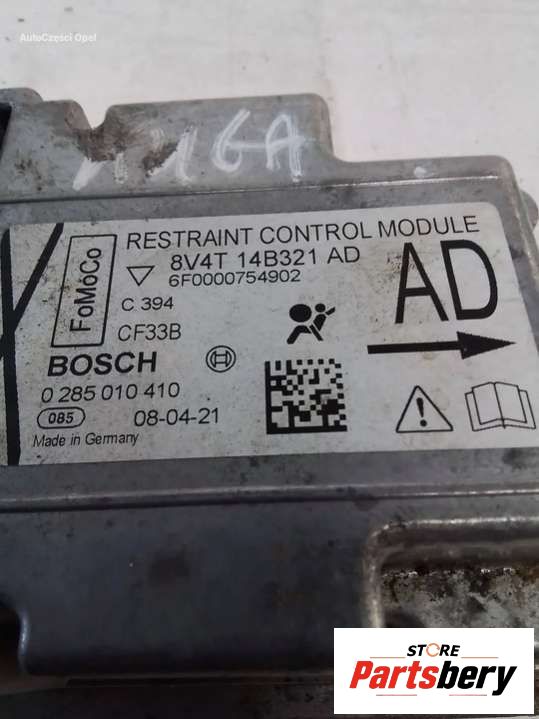 AutoCzęści Opel
RESTRAINT CONTROL MODULE
8V4T 14B321 AD
6F0000754902
FoMoCo
C 394
CF33B
AD
BOSCH
0 285 010 410
085
08-04-21
Made in Germany
STORE
Partsbery